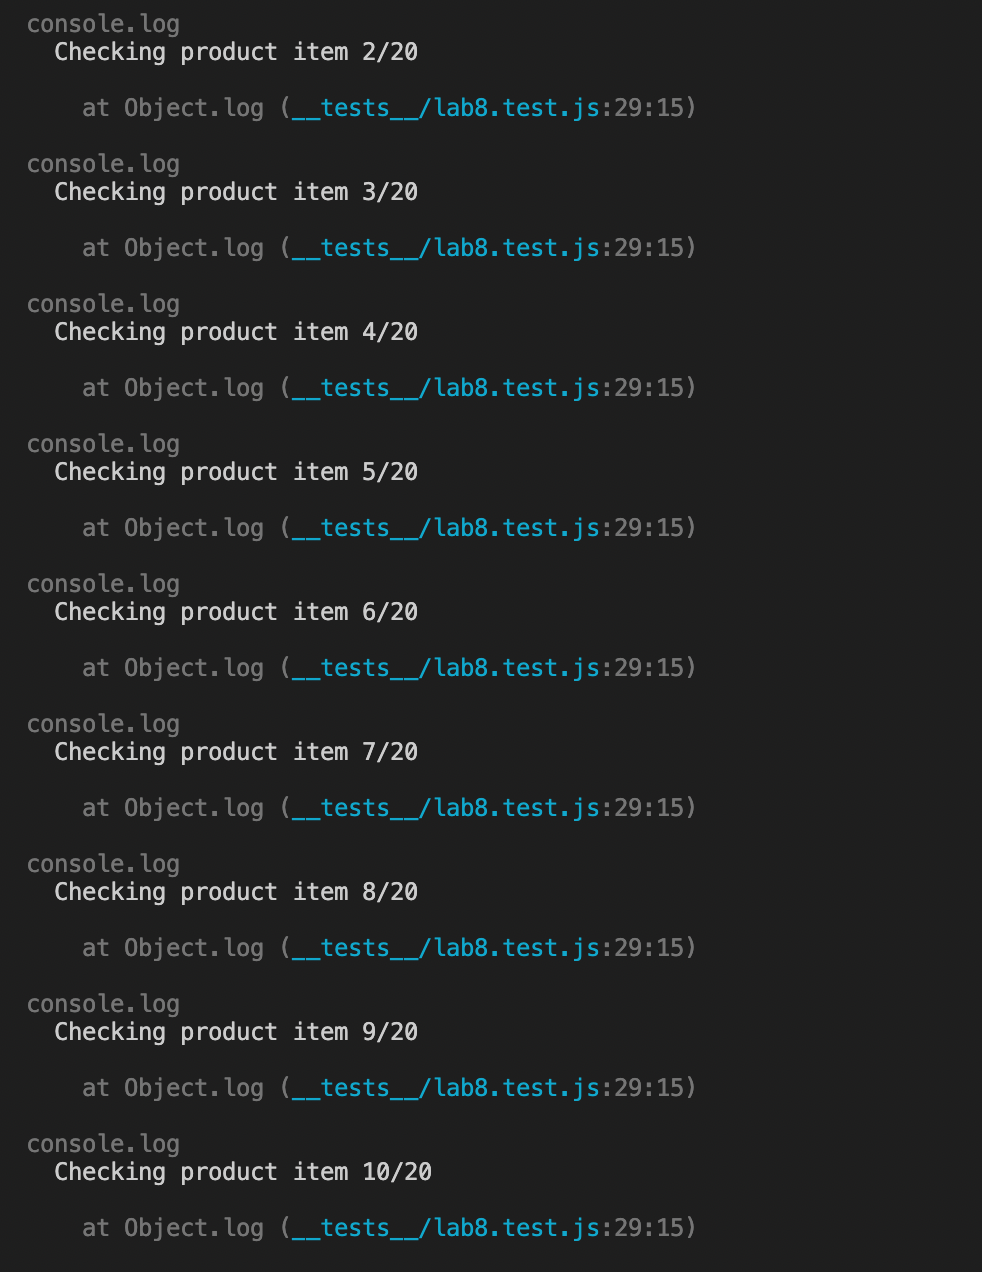 console.log
Checking product item 2/20
at Object.log (__tests__/lab8.test.js:29:15)
console.log
Checking product item 3/20
at Object.log (__tests__/lab8.test.js:29:15)
console.log
Checking product item 4/20
at Object.log (__tests__/lab8.test.js:29:15)
console.log
Checking product item 5/20
at Object.log (__tests__/lab8.test.js:29:15)
console.log
Checking product item 6/20
at Object.log (__tests__/lab8.test.js:29:15)
console.log
Checking product item 7/20
at Object.log (__tests__/lab8.test.js:29:15)
console.log
Checking product item 8/20
at Object.log (__tests__/lab8.test.js:29:15)
console.log
Checking product item 9/20
at Object.log (__tests__/lab8.test.js:29:15)
console.log
Checking product item 10/20
at Object.log (__tests__/lab8.test.js:29:15)